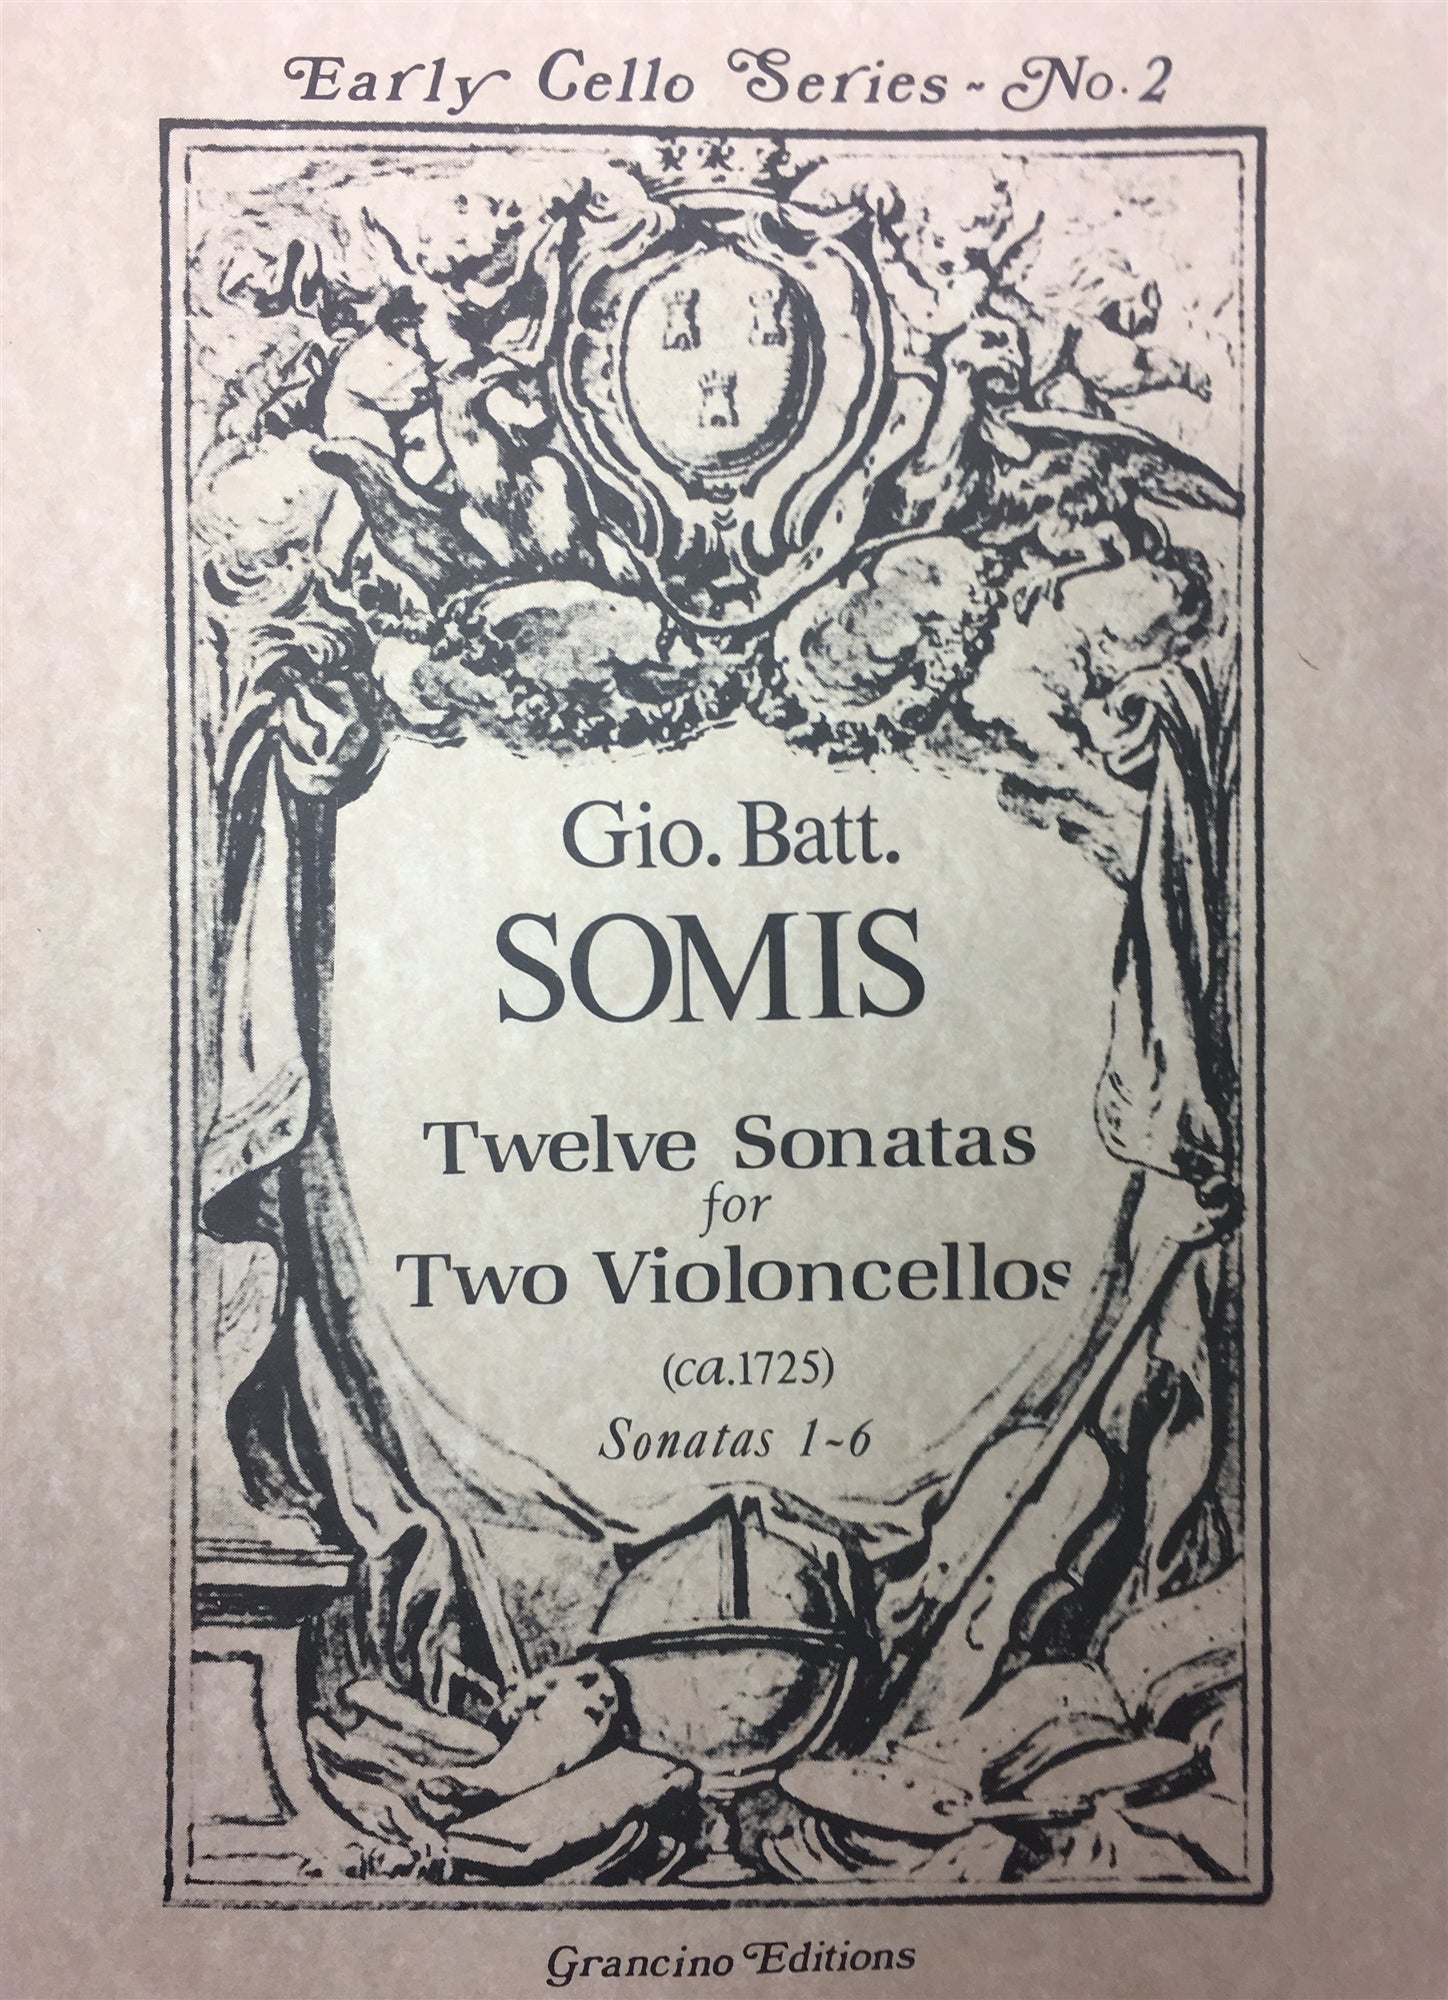 Early Cello Series ~ No. 2
Gio. Batt.
SOMIS
Twelve Sonatas
for
Two Violoncellos
(ca. 1725)
Sonatas 1~6
Grancino Editions